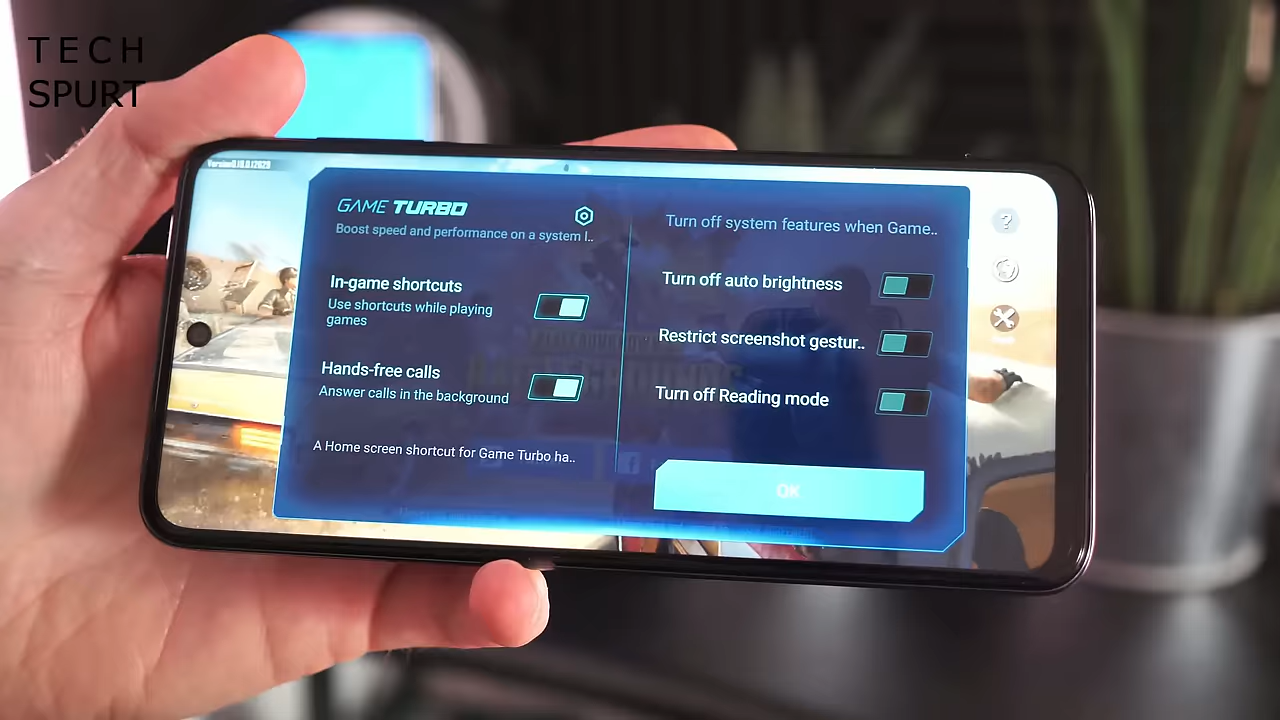 TECH
SPURT
GAME TURBO
Boost speed and performance on a system l..
In-game shortcuts
Use shortcuts while playing
games
Hands-free calls
Answer calls in the background
A Home screen shortcut for Game Turbo ha..
Turn off system features when Game..
Turn off auto brightness
Restrict screenshot gestur..
Turn off Reading mode
OK
?